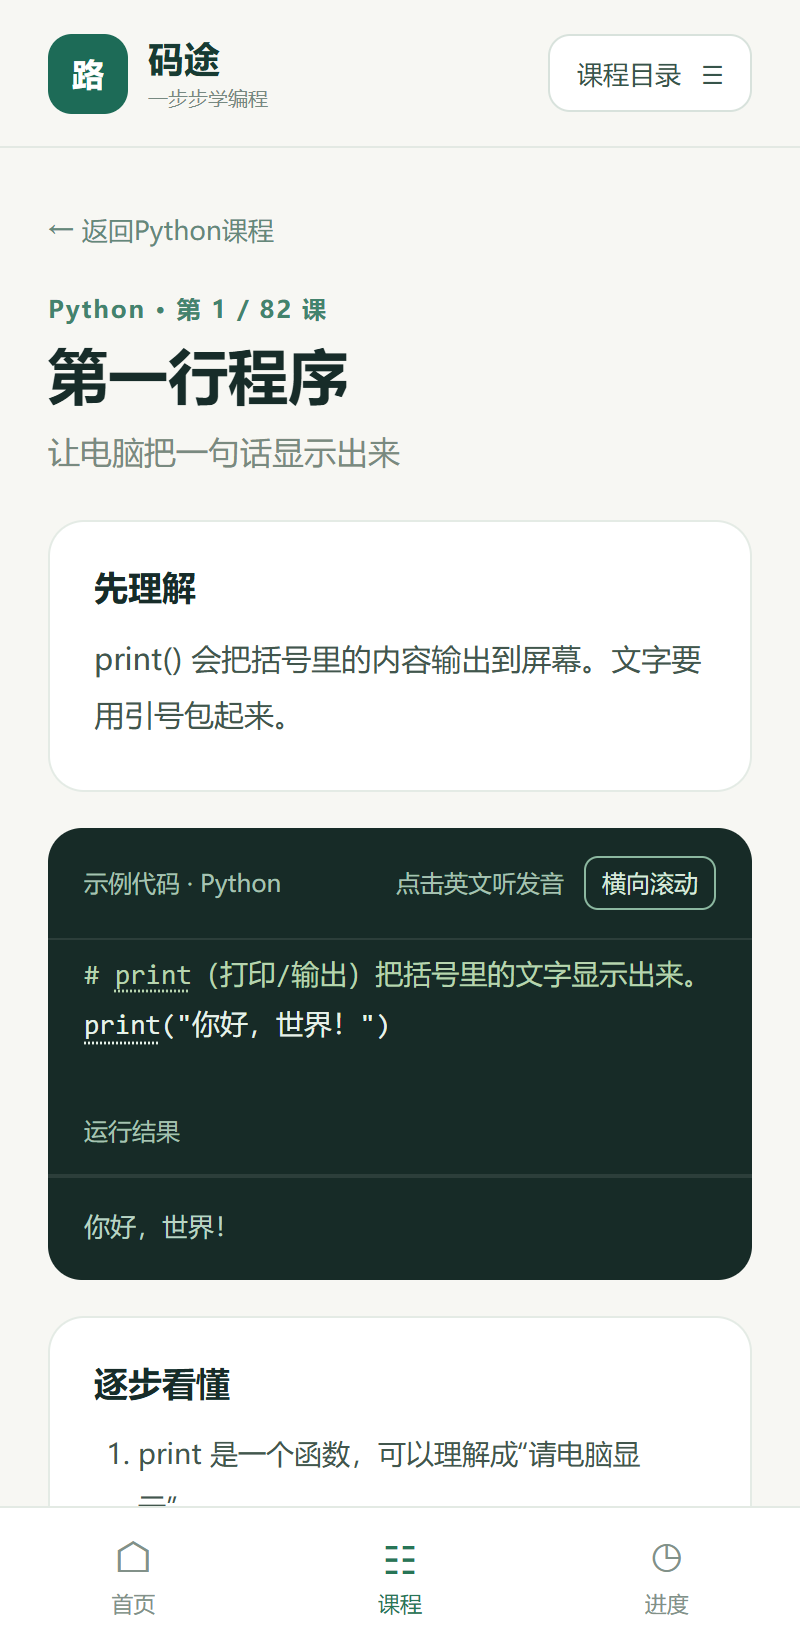 路
码途
一步步学编程
课程目录 ☰
← 返回Python课程
Python • 第 1 / 82 课
第一行程序
让电脑把一句话显示出来
先理解
print() 会把括号里的内容输出到屏幕。文字要
用引号包起来。
示例代码 · Python
点击英文听发音
横向滚动
# print（打印/输出）把括号里的文字显示出来。
print("你好，世界！")
运行结果
你好，世界！
逐步看懂
1. print 是一个函数，可以理解成“请电脑显
示”
首页
课程
进度